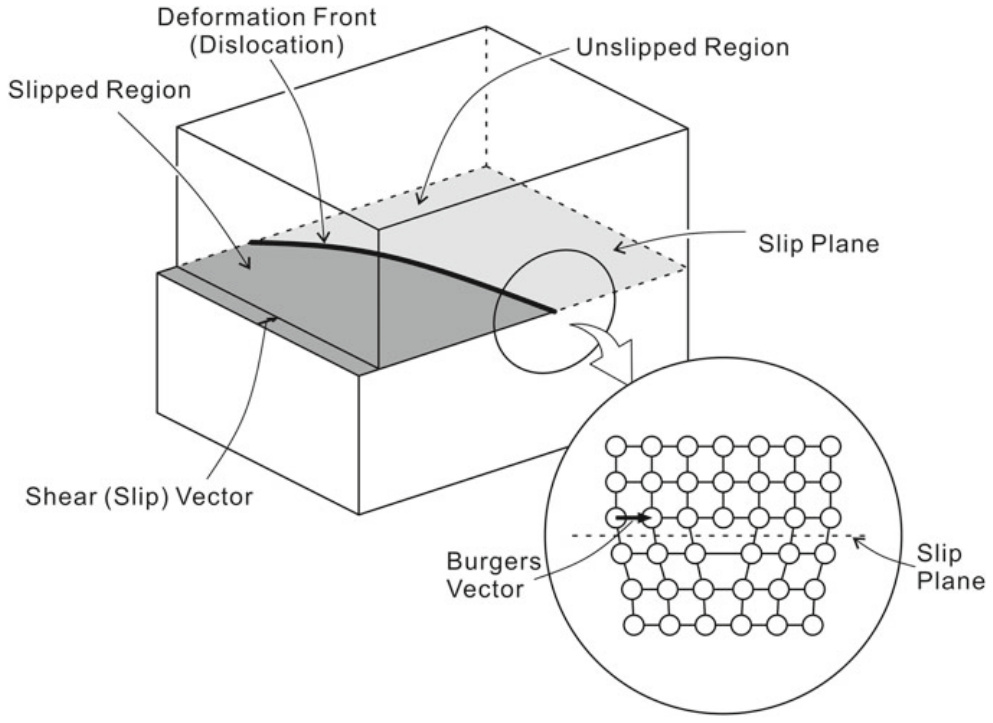 Deformation Front
(Dislocation)
Unslipped Region
Slipped Region
Slip Plane
Shear (Slip) Vector
Burgers
Vector
Slip
Plane